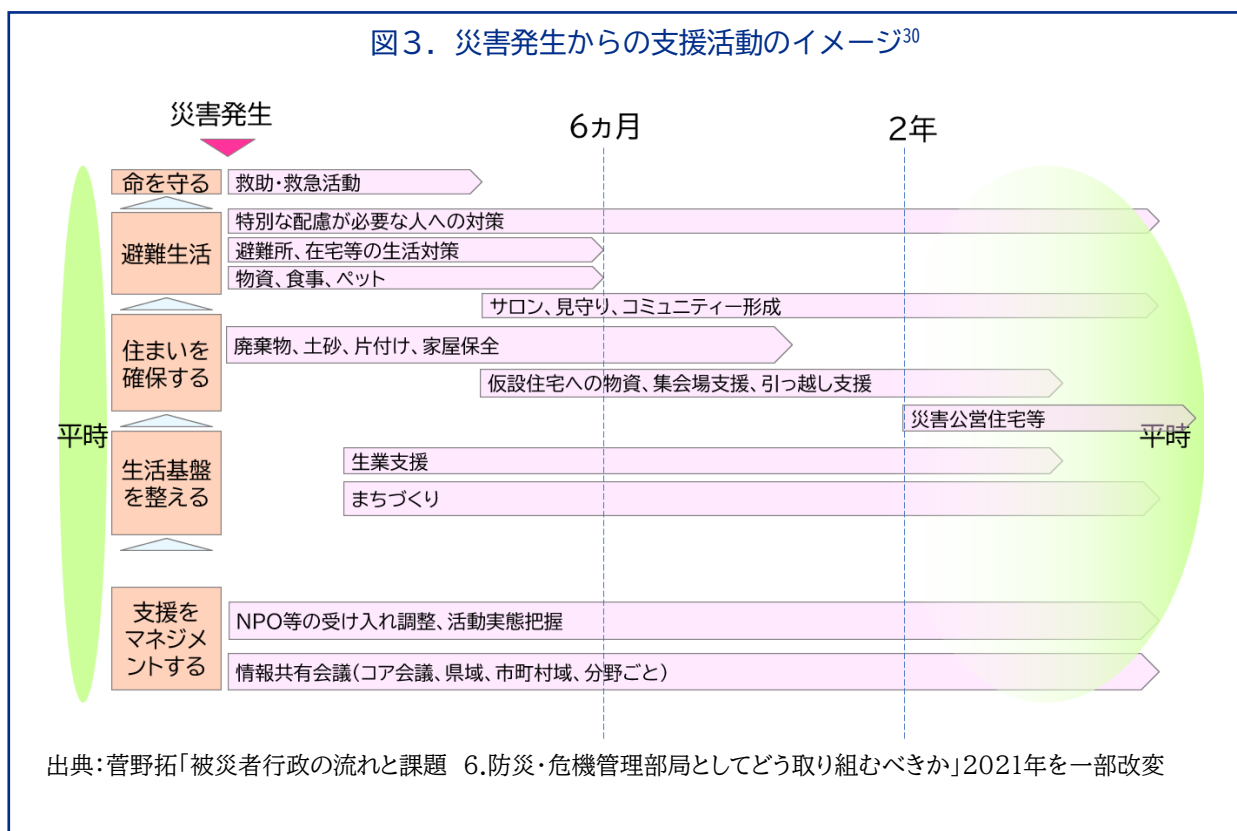 図3. 災害発生からの支援活動のイメージ30
災害発生
6ヵ月
2年
命を守る
救助・救急活動
特別な配慮が必要な人への対策
避難生活
避難所、在宅等の生活対策
物資、食事、ペット
サロン、見守り、コミュニティー形成
住まいを
確保する
廃棄物、土砂、片付け、家屋保全
仮設住宅への物資、集会場支援、引っ越し支援
災害公営住宅等
平時
平時
生活基盤
を整える
生業支援
まちづくり
支援を
マネジメ
ントする
NPO等の受け入れ調整、活動実態把握
情報共有会議(コア会議、県域、市町村域、分野ごと)
出典:菅野拓「被災者行政の流れと課題 6.防災・危機管理部局としてどう取り組むべきか」2021年を一部改変